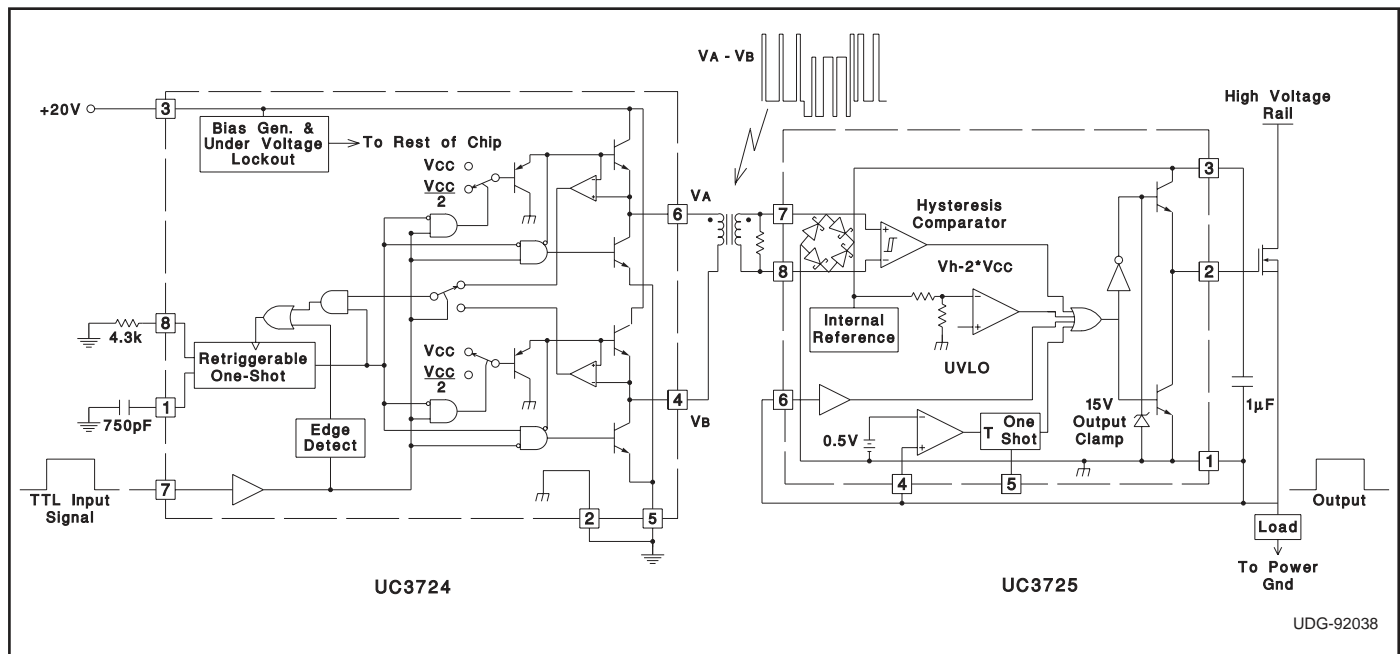 VA - VB
High Voltage
Rail
+20V
3
Bias Gen. &
Under Voltage
Lockout
To Rest of Chip
VCC
VCC
2
VA
6
7
8
3
Hysteresis
Comparator
Vh-2*VCC
2
Internal
Reference
UVLO
8
4.3k
Retriggerable
One-Shot
1
750pF
VCC
VCC
2
4
VB
Edge
Detect
6
0.5V
T One
Shot
15V
Output
Clamp
1µF
1
7
TTL Input
Signal
2
5
4
5
Output
Load
To Power
Gnd
UC3724
UC3725
UDG-92038